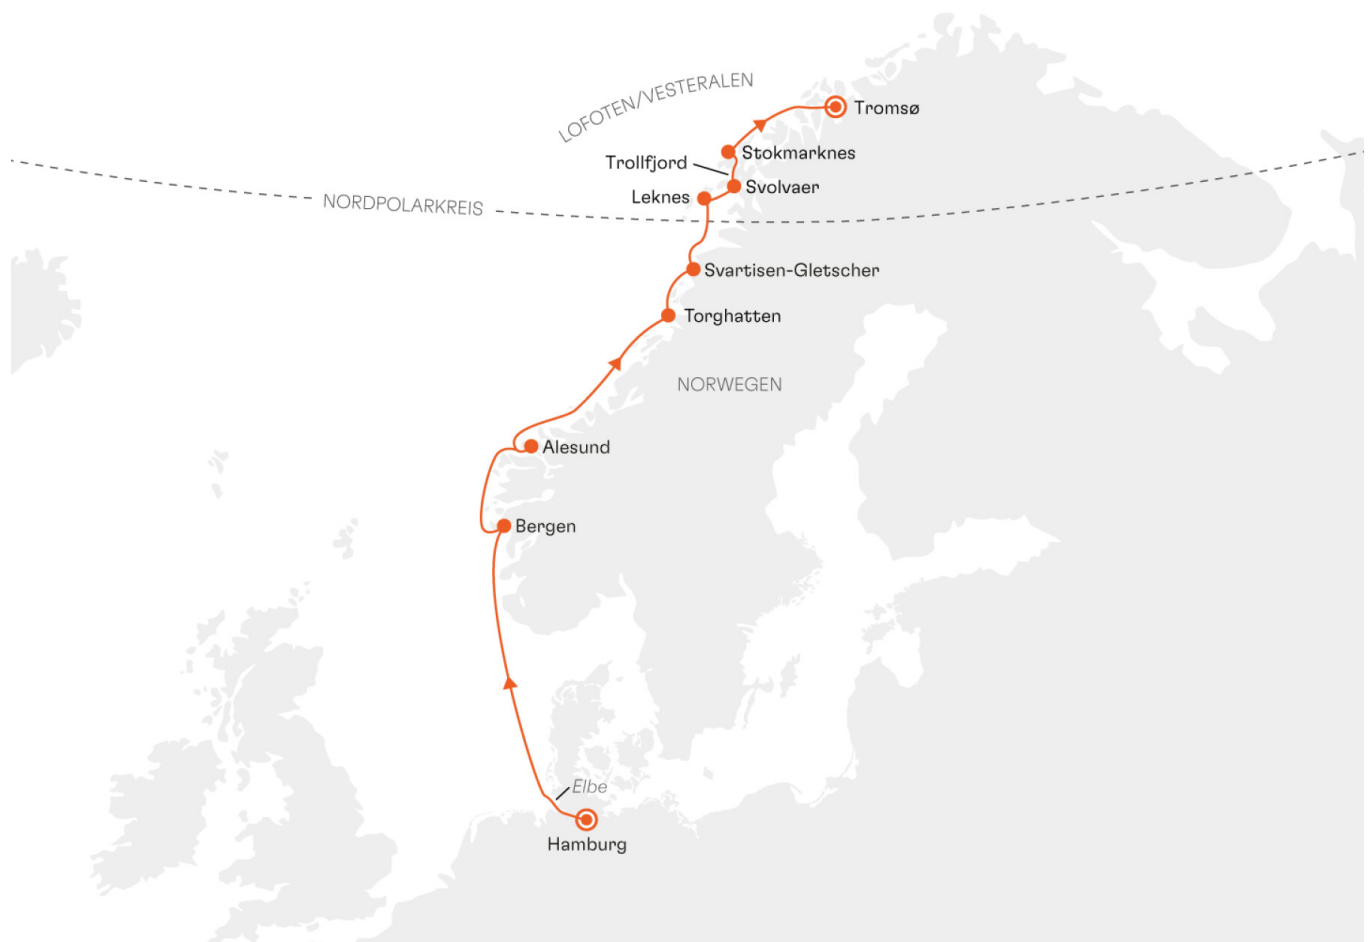 LOFOTEN/VESTERALEN
Tromsø
Stokmarknes
Trollfjord
Svolvaer
Leknes
NORDPOLARKREIS
Svartisen-Gletscher
Torghatten
NORWEGEN
Alesund
Bergen
Elbe
Hamburg